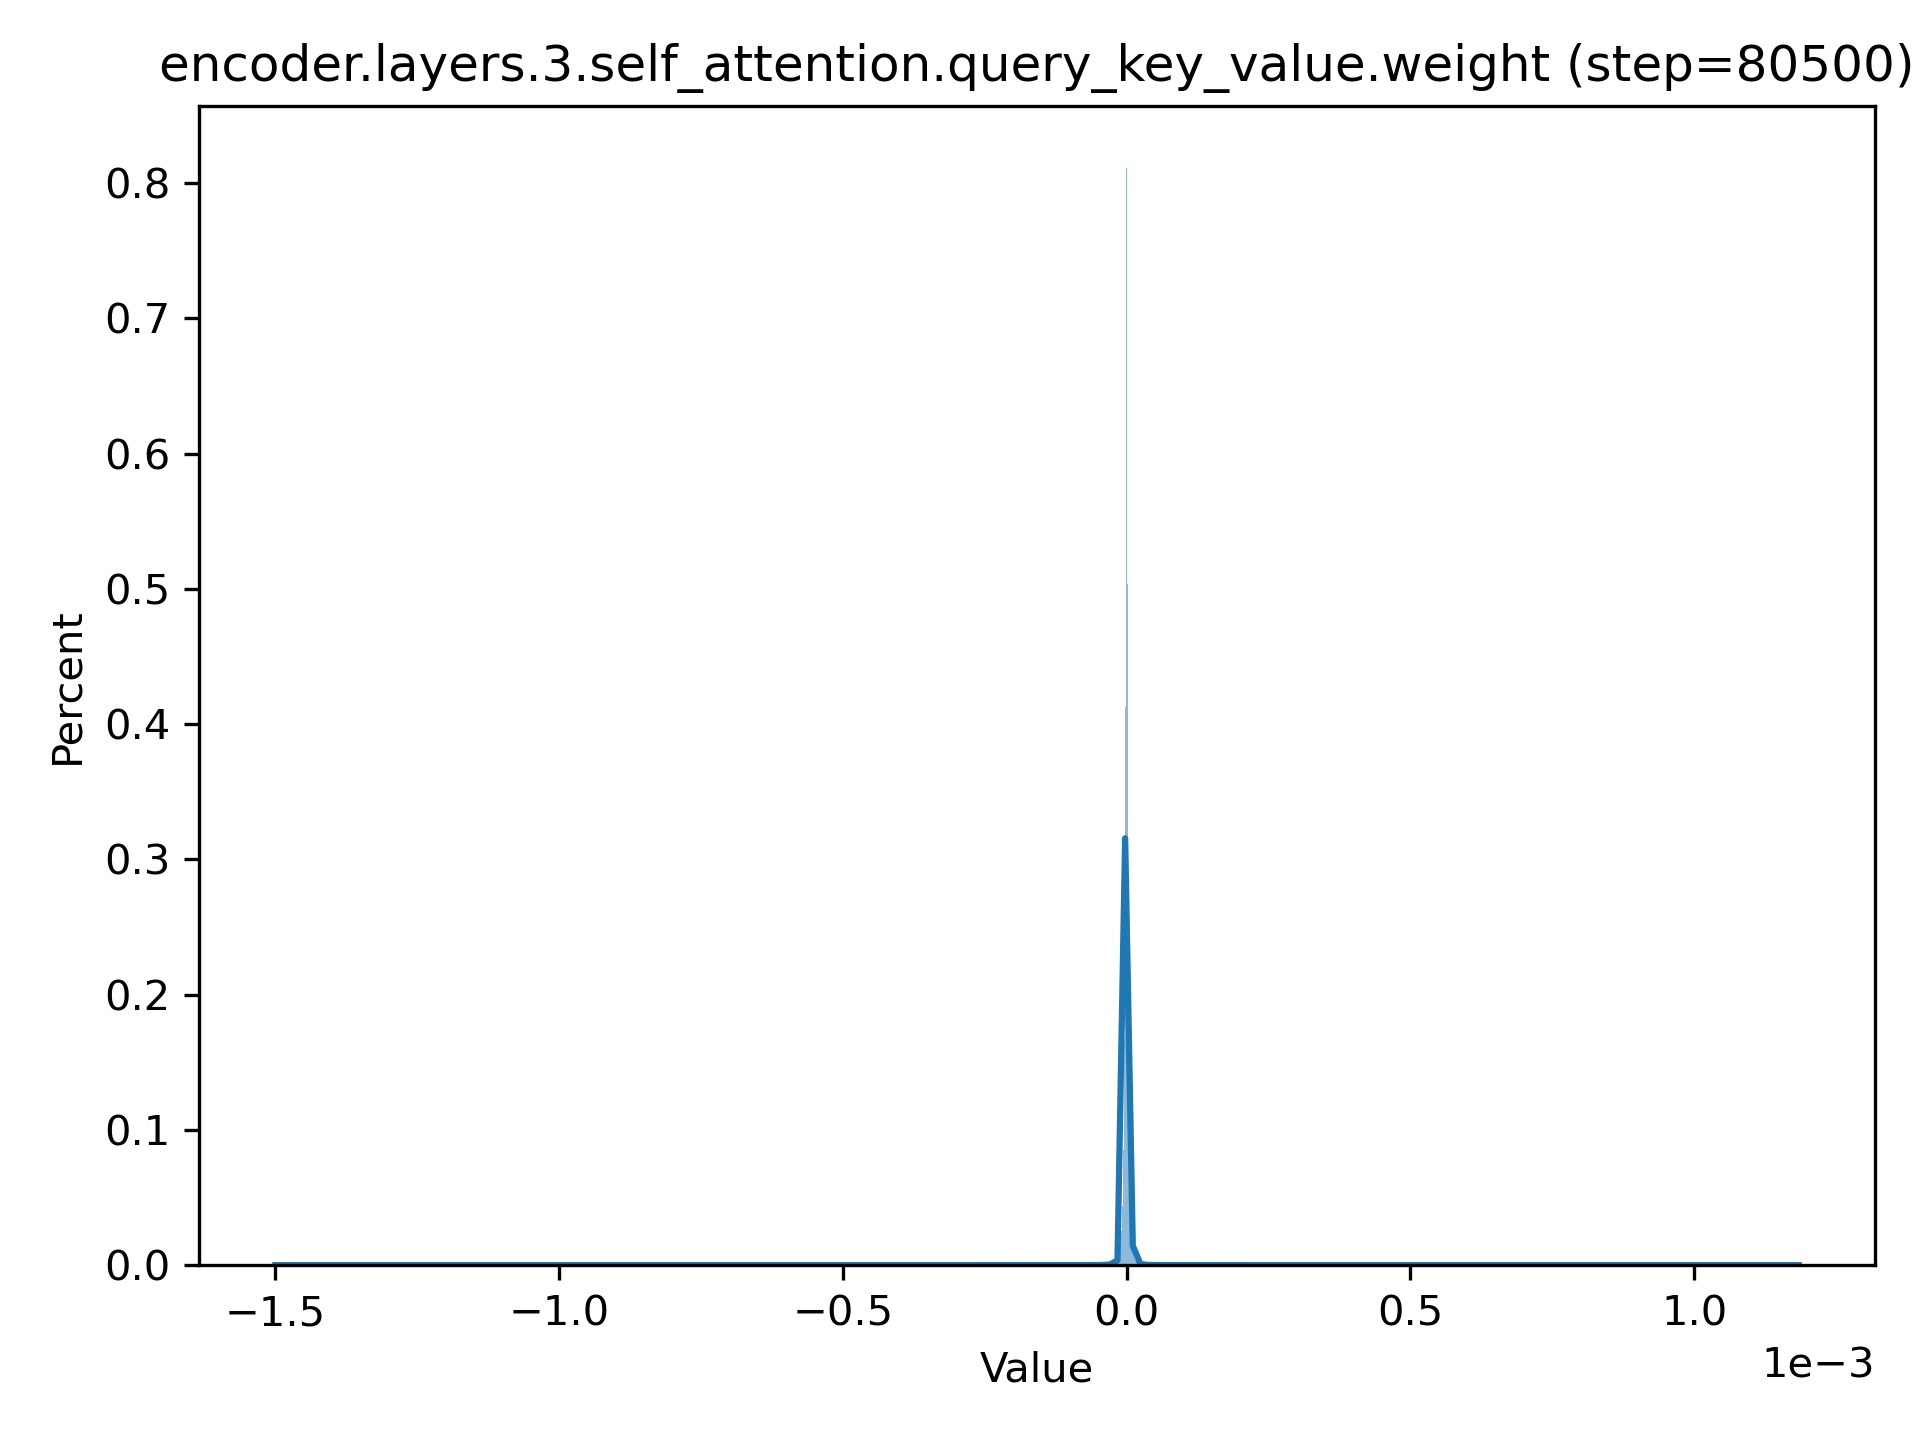 encoder.layers.3.self_attention.query_key_value.weight (step=80500)
0.8
0.7
0.6
0.5
0.4
0.3
0.2
0.1
0.0
Percent
−1.5 −1.0 −0.5 0.0 0.5 1.0
Value
1e−3